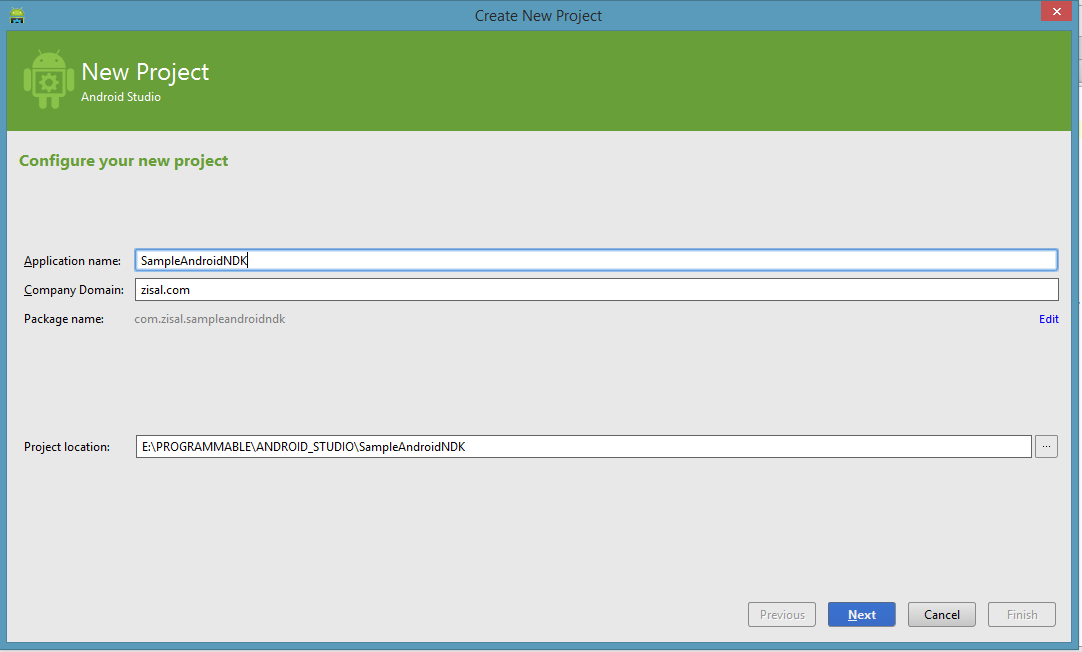 Create New Project
New Project
Android Studio
Configure your new project
Application name: SampleAndroidNDK
Company Domain: zisal.com
Package name: com.zisal.sampleandroidndk Edit
Project location: E:\PROGRAMMABLE\ANDROID_STUDIO\SampleAndroidNDK ...
Previous Next Cancel Finish